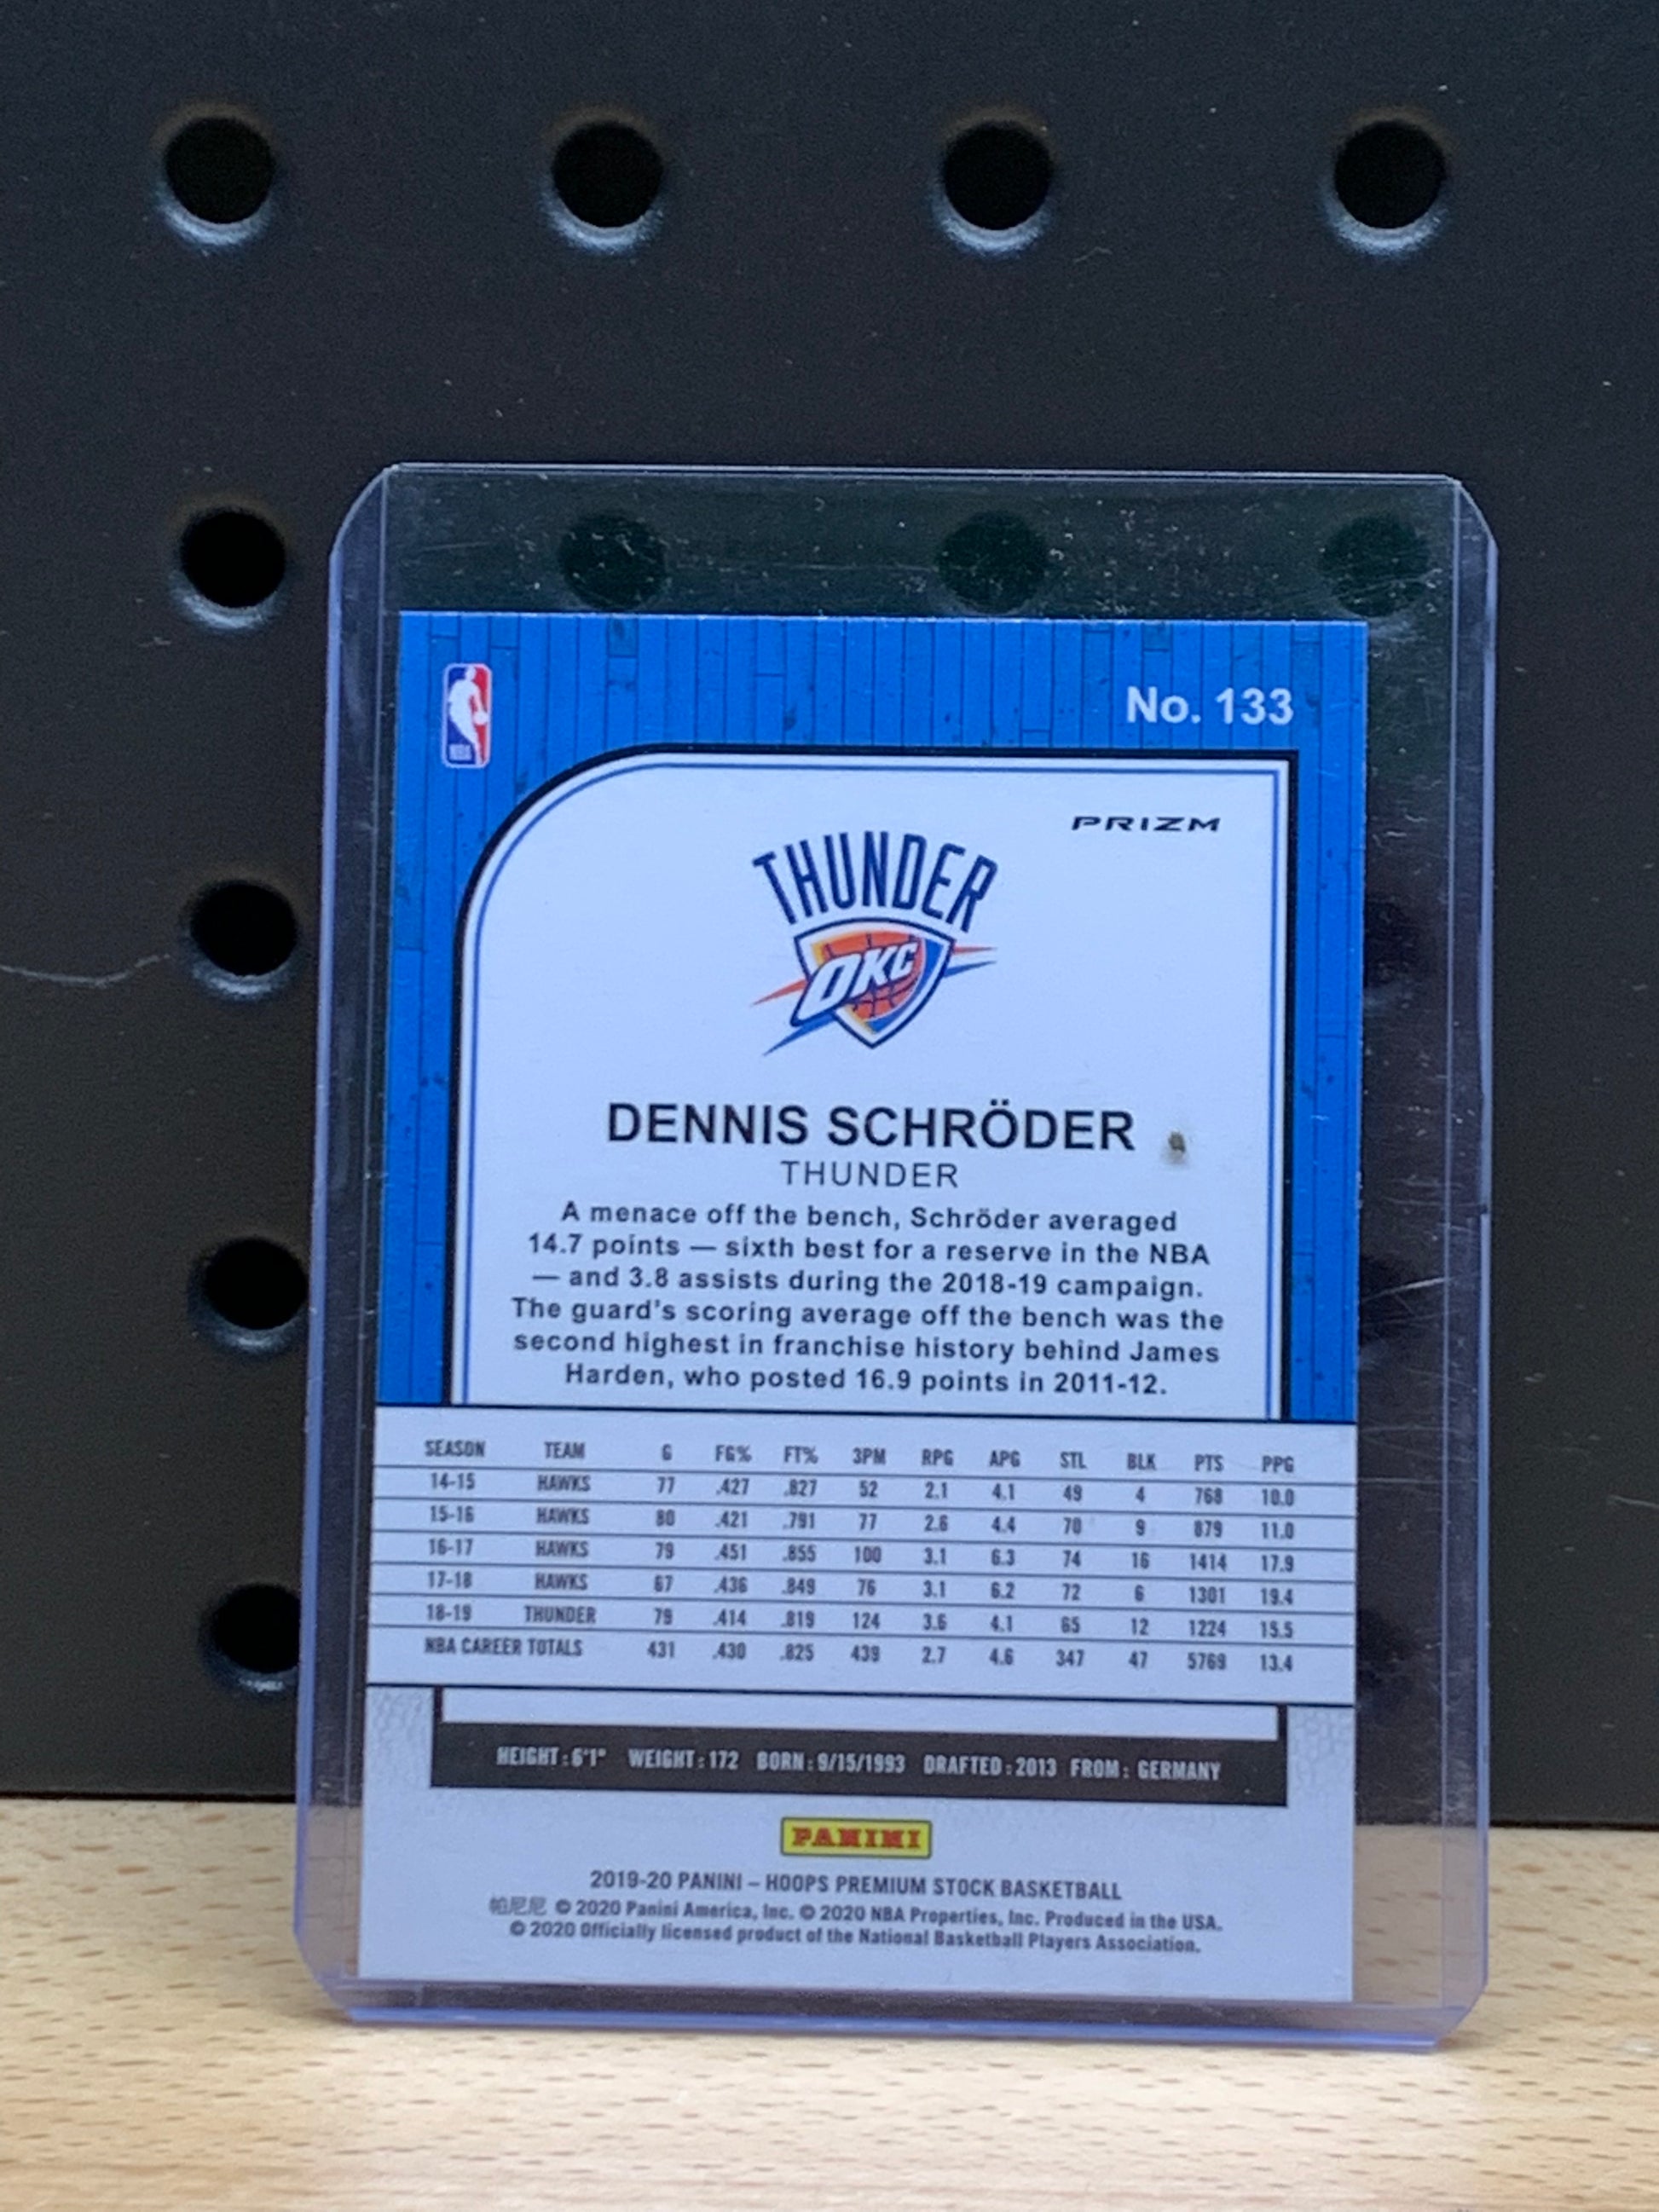 No. 133
NBA
PRIZM
THUNDER
OKC
DENNIS SCHRÖDER
THUNDER
A menace off the bench, Schröder averaged
14.7 points — sixth best for a reserve in the NBA
— and 3.8 assists during the 2018-19 campaign.
The guard's scoring average off the bench was the
second highest in franchise history behind James
Harden, who posted 16.9 points in 2011-12.
SEASON TEAM G FG% FT% 3PM RPG APG STL BLK PTS PPG
14-15 HAWKS 77 .427 .827 52 2.1 4.1 49 4 768 10.0
15-16 HAWKS 80 .421 .791 77 2.6 4.4 70 9 879 11.0
16-17 HAWKS 79 .451 .855 100 3.1 6.3 74 16 1414 17.9
17-18 HAWKS 67 .436 .849 76 3.1 6.2 72 6 1301 19.4
18-19 THUNDER 79 .414 .819 124 3.6 4.1 65 12 1224 15.5
NBA CAREER TOTALS 431 .430 .825 439 2.7 4.6 347 47 5769 13.4
HEIGHT: 6'1" WEIGHT: 172 BORN: 9/15/1993 DRAFTED: 2013 FROM: GERMANY
PANINI
2019-20 PANINI – HOOPS PREMIUM STOCK BASKETBALL
帕尼尼 © 2020 Panini America, Inc. © 2020 NBA Properties, Inc. Produced in the USA.
© 2020 Officially licensed product of the National Basketball Players Association.